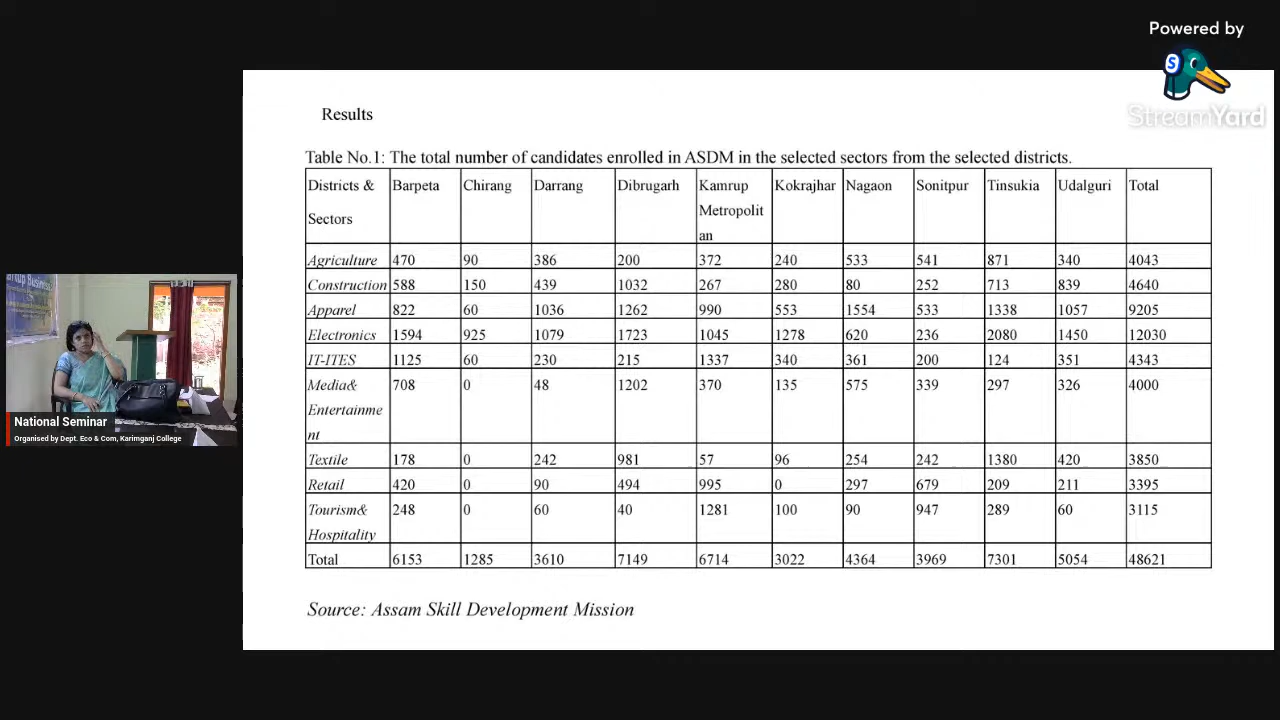 Powered by
S
StreamYard
Results
Table No.1: The total number of candidates enrolled in ASDM in the selected sectors from the selected districts.
Districts & Sectors Barpeta Chirang Darrang Dibrugarh Kamrup Metropolitan Kokrajhar Nagaon Sonitpur Tinsukia Udalguri Total
Agriculture 470 90 386 200 372 240 533 541 871 340 4043
Construction 588 150 439 1032 267 280 80 252 713 839 4640
Apparel 822 60 1036 1262 990 553 1554 533 1338 1057 9205
Electronics 1594 925 1079 1723 1045 1278 620 236 2080 1450 12030
IT-ITES 1125 60 230 215 1337 340 361 200 124 351 4343
Media& Entertainment 708 0 48 1202 370 135 575 339 297 326 4000
Textile 178 0 242 981 57 96 254 242 1380 420 3850
Retail 420 0 90 494 995 0 297 679 209 211 3395
Tourism& Hospitality 248 0 60 40 1281 100 90 947 289 60 3115
Total 6153 1285 3610 7149 6714 3022 4364 3969 7301 5054 48621
Source: Assam Skill Development Mission
National Seminar
Organised by Dept. Eco & Com, Karimganj College